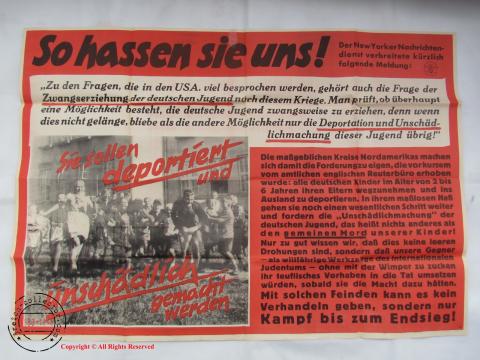 So hassen sie uns!
Der New Yorker Nachrichten-
dienst verbreitete kürzlich
folgende Meldung:
„Zu den Fragen, die in den USA. viel besprochen werden, gehört auch die Frage der
Zwangserziehung der deutschen Jugend nach diesem Kriege. Man prüft, ob überhaupt
eine Möglichkeit besteht, die deutsche Jugend zwangsweise zu erziehen, denn wenn
dies nicht gelänge, bliebe als die andere Möglichkeit nur die Deportation und Unschäd-
lichmachung dieser Jugend übrig!"
Sie sollen
deportiert
und
unschädlich
gemacht
werden
Die maßgeblichen Kreise Nordamerikas machen
sich damit die Forderung zu eigen, die vor kurzem
vom amtlichen englischen Reuterbüro erhoben
wurde: alle deutschen Kinder im Alter von 2 bis
6 Jahren ihren Eltern wegzunehmen und ins
Ausland zu deportieren. In ihrem maßlosen Haß
gehen sie noch einen wesentlichen Schritt weiter
und fordern die „Unschädlichmachung" der
deutschen Jugend, das heißt nichts anderes als
den gemeinen Mord unserer Kinder!
Nur zu gut wissen wir, daß dies keine leeren
Drohungen sind, sondern daß unsere Gegner
als willfährige Werkzeuge des internationalen
Judentums – ohne mit der Wimper zu zucken
ihr teuflisches Vorhaben in die Tat umsetzen
würden, sobald sie die Macht dazu hätten.
Mit solchen Feinden kann es kein
Verhandeln geben, sondern nur
Kampf bis zum Endsieg!
Copyright © All Rights Reserved